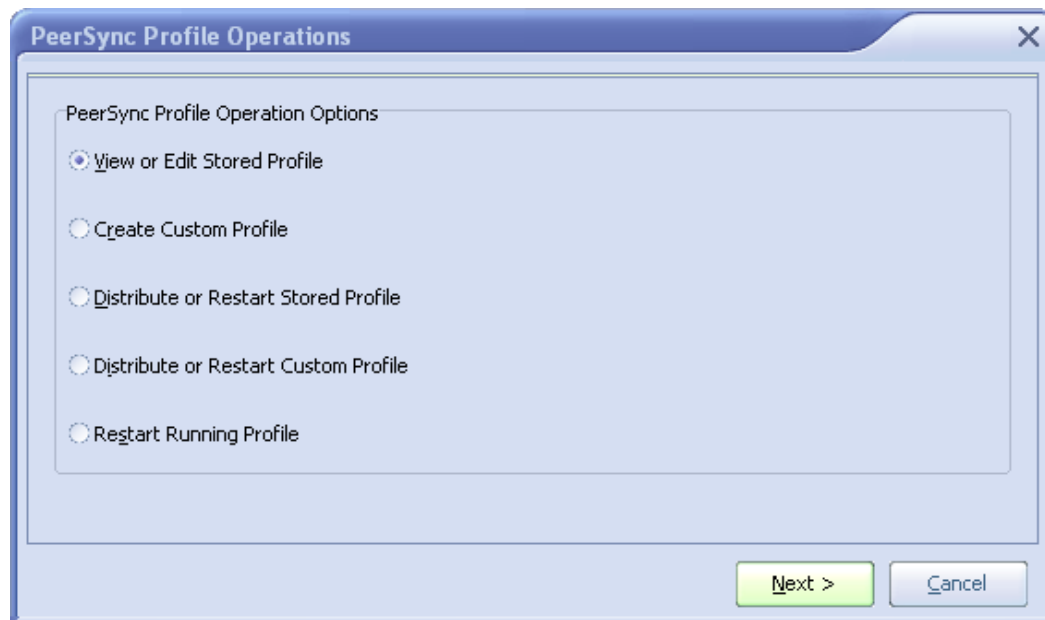 PeerSync Profile Operations
PeerSync Profile Operation Options
View or Edit Stored Profile
Create Custom Profile
Distribute or Restart Stored Profile
Distribute or Restart Custom Profile
Restart Running Profile
Next >
Cancel